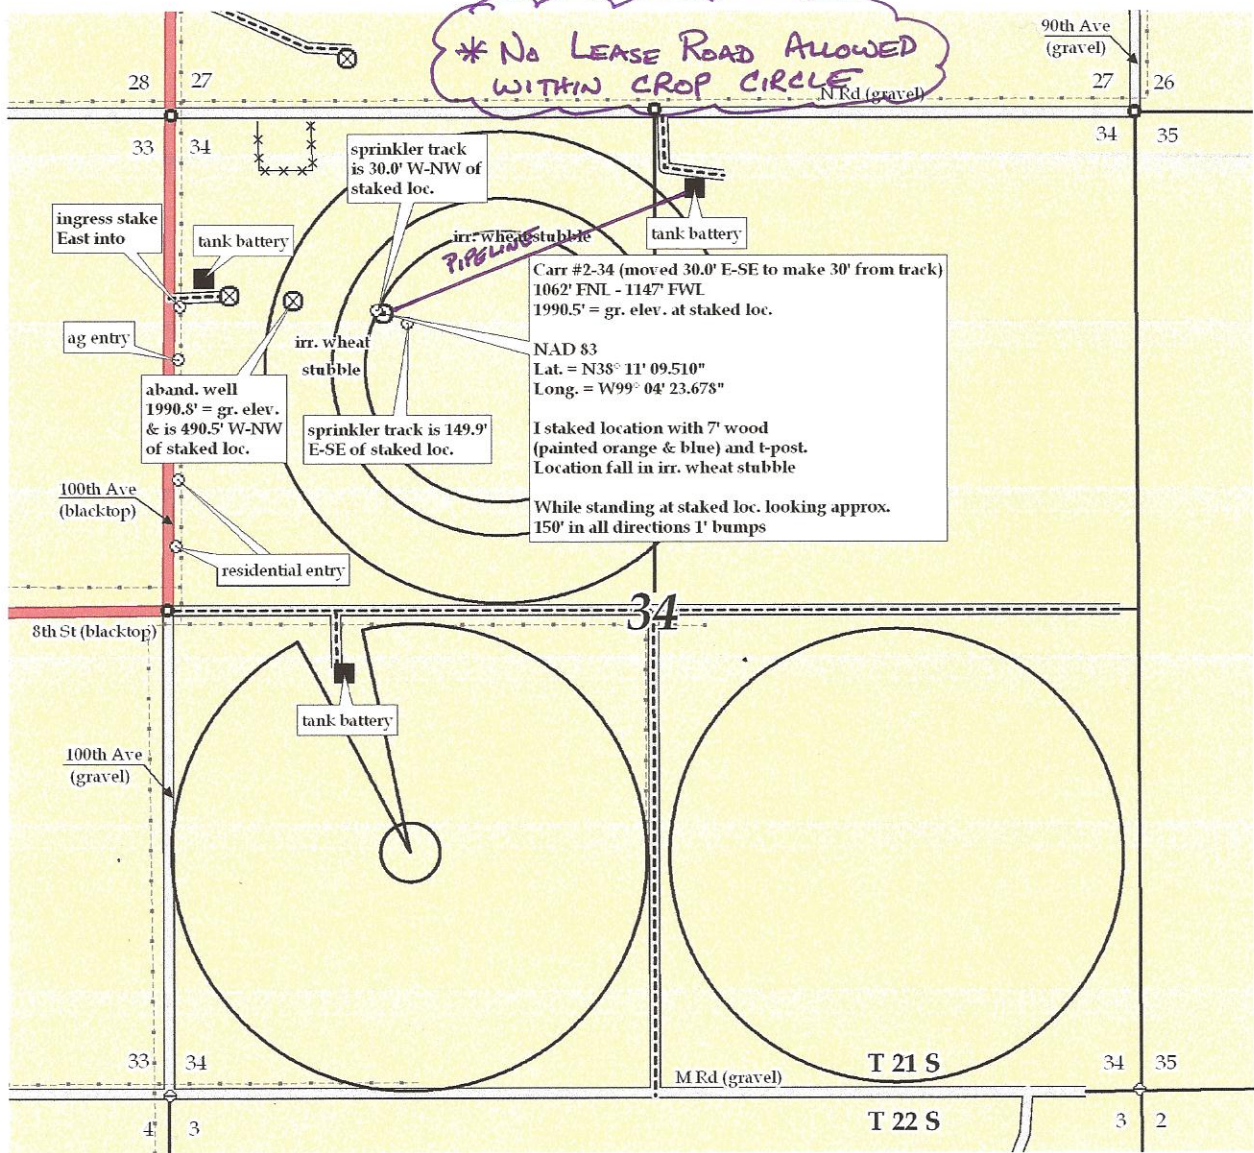 * No LEASE ROAD ALLOWED
WITHIN CROP CIRCLE
90th Ave
(gravel)
28 27
27 26
N Rd (gravel)
33 34
34 35
sprinkler track
is 30.0' W-NW of
staked loc.
ingress stake
East into
tank battery
irr. wheat stubble
PIPELINE
tank battery
Carr #2-34 (moved 30.0' E-SE to make 30' from track)
1062' FNL - 1147' FWL
1990.5' = gr. elev. at staked loc.
NAD 83
Lat. = N38° 11' 09.510"
Long. = W99° 04' 23.678"
I staked location with 7' wood
(painted orange & blue) and t-post.
Location fall in irr. wheat stubble
While standing at staked loc. looking approx.
150' in all directions 1' bumps
ag entry
irr. wheat
stubble
aband. well
1990.8' = gr. elev.
& is 490.5' W-NW
of staked loc.
sprinkler track is 149.9'
E-SE of staked loc.
100th Ave
(blacktop)
residential entry
34
8th St (blacktop)
tank battery
100th Ave
(gravel)
33 34
T 21 S
34 35
M Rd (gravel)
T 22 S
4 3
3 2